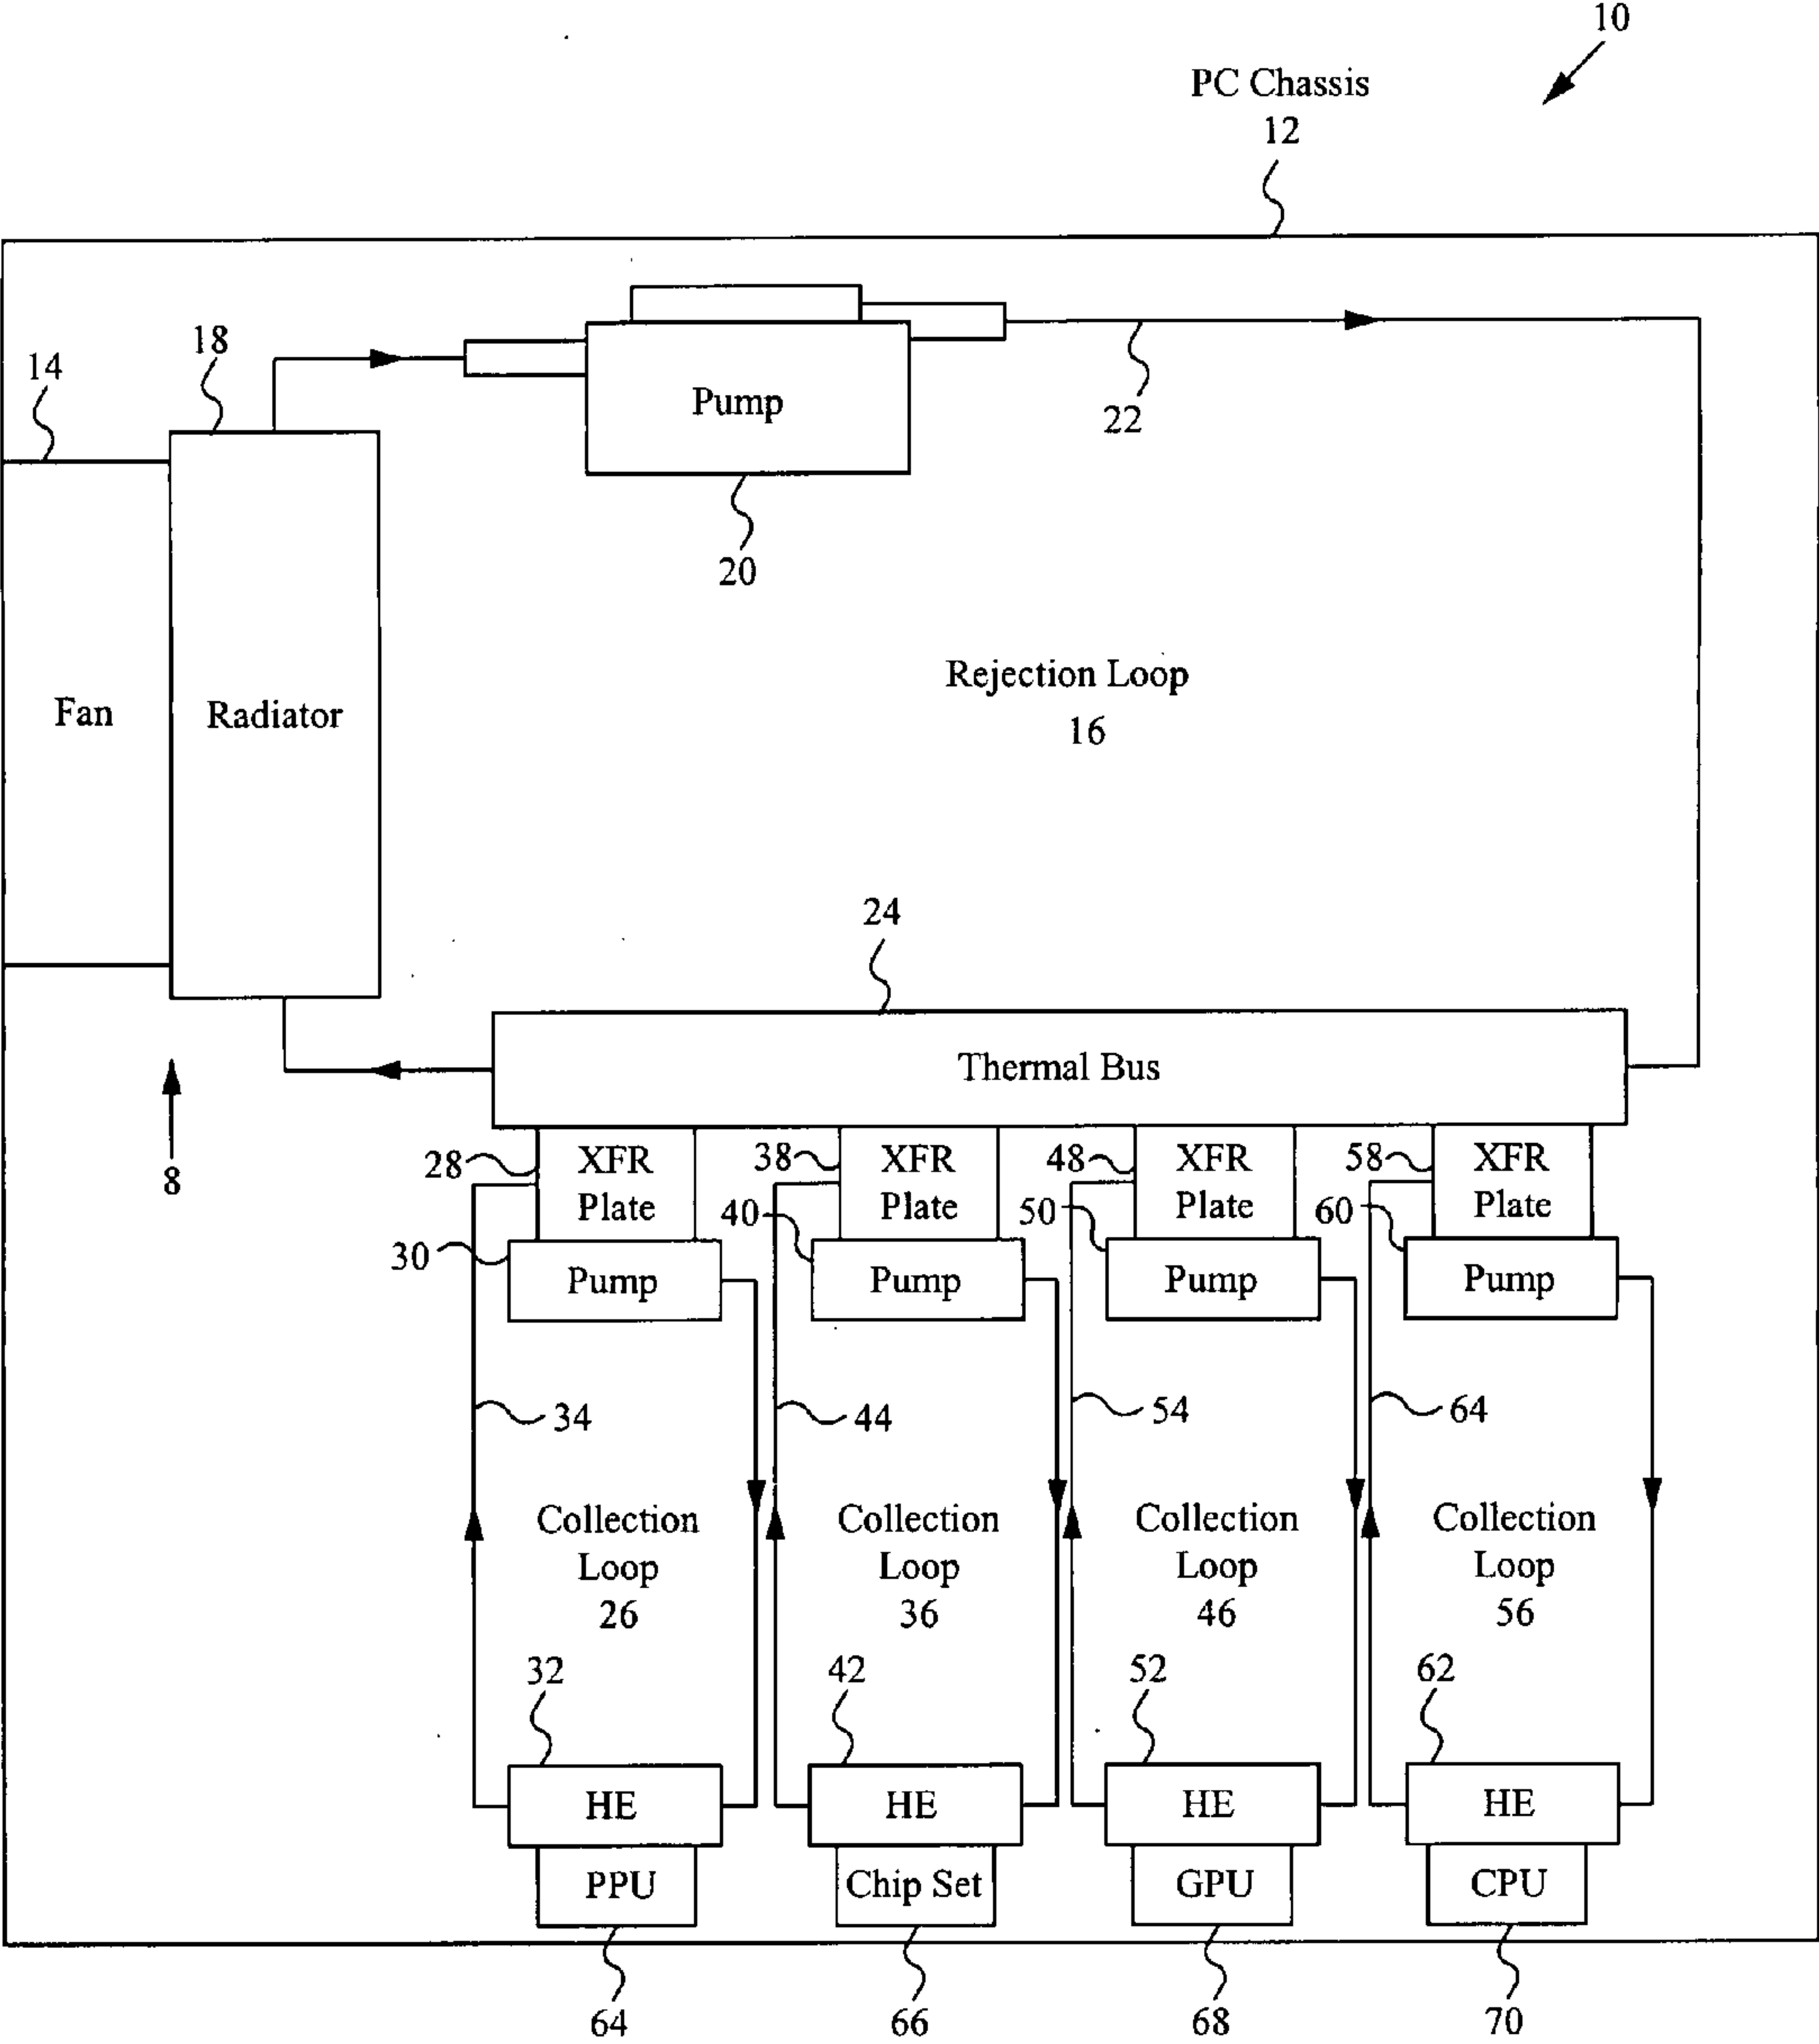 10
PC Chassis
12
18
14
Pump
22
20
Rejection Loop
16
Fan
Radiator
24
Thermal Bus
8
28
XFR
Plate
38
XFR
Plate
48
XFR
Plate
58
XFR
Plate
30
Pump
40
Pump
50
Pump
60
Pump
34
44
54
64
Collection
Loop
26
Collection
Loop
36
Collection
Loop
46
Collection
Loop
56
32
42
52
62
HE
HE
HE
HE
PPU
Chip Set
GPU
CPU
64
66
68
70